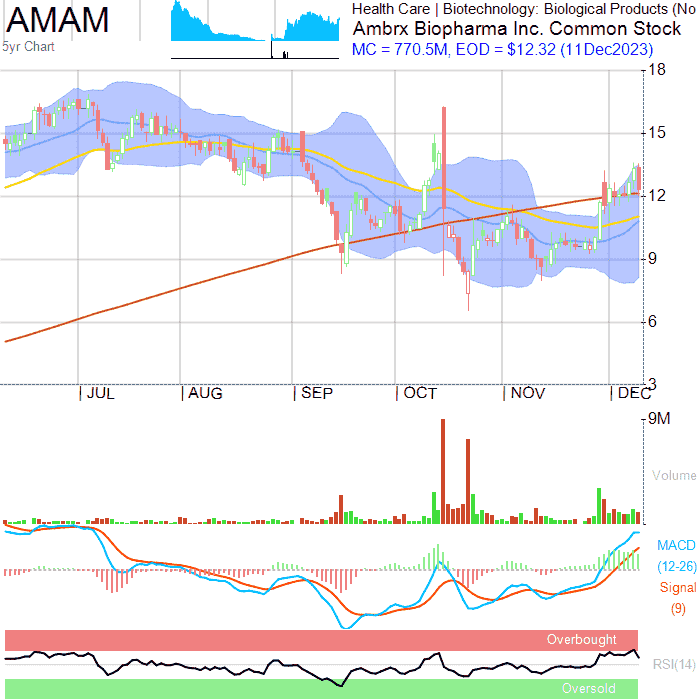 AMAM
5yr Chart
Health Care | Biotechnology: Biological Products (No
Ambrx Biopharma Inc. Common Stock
MC = 770.5M, EOD = $12.32 (11Dec2023)
18
15
12
9
6
3
JUL
AUG
SEP
OCT
NOV
DEC
9M
Volume
MACD
(12-26)
Signal
(9)
Overbought
RSI(14)
Oversold